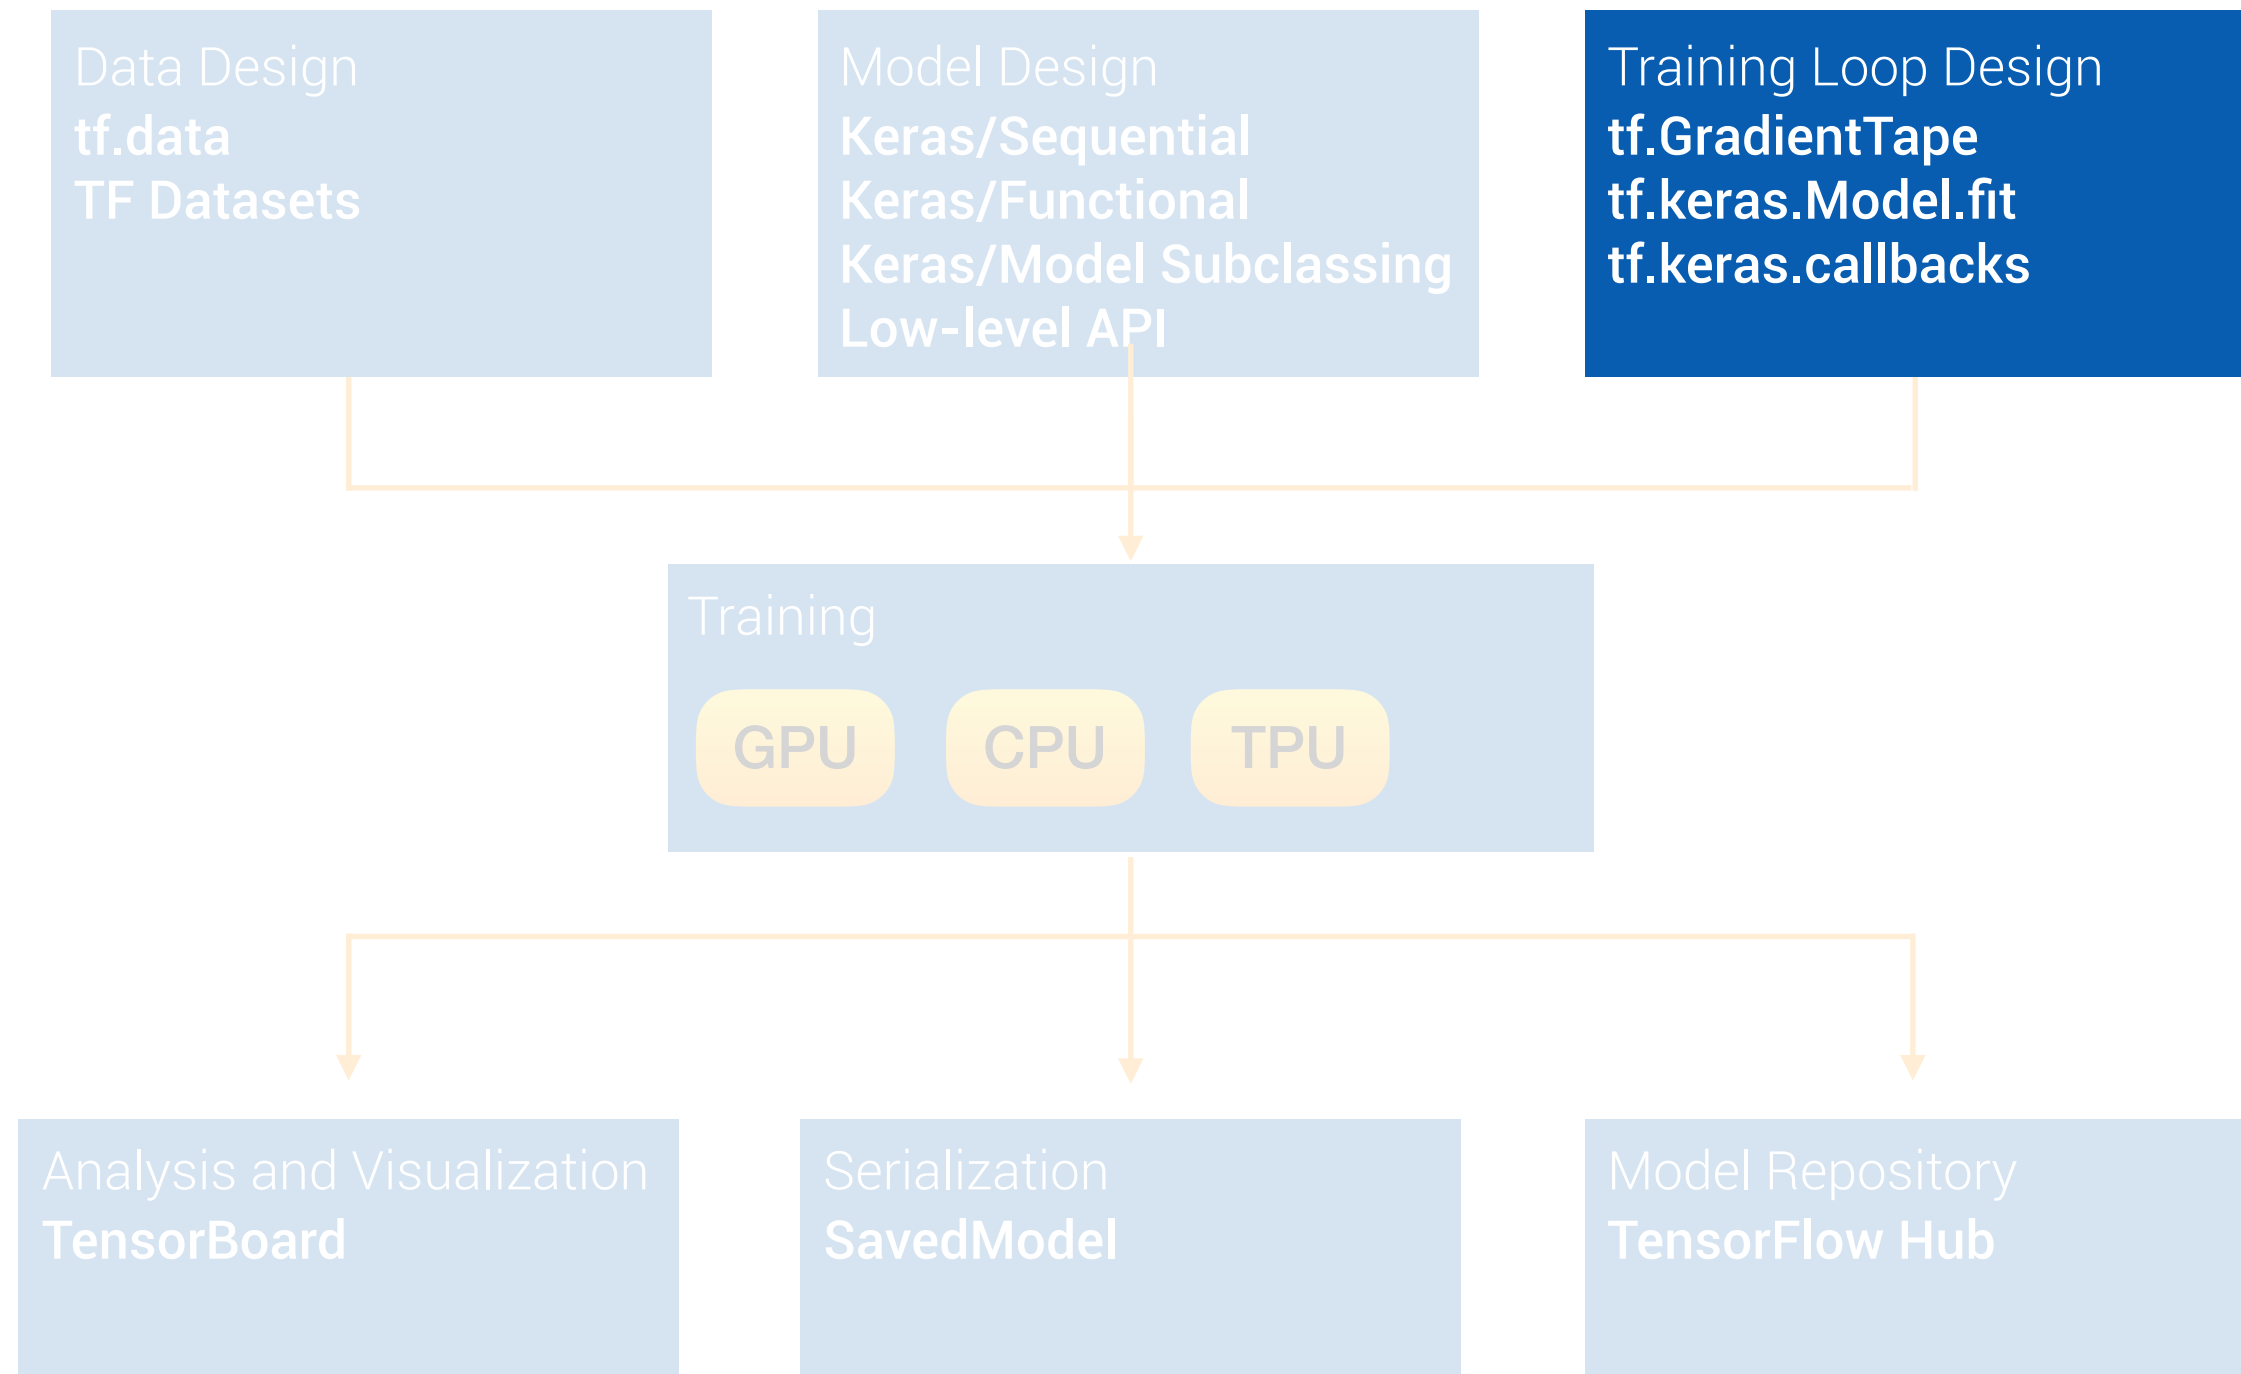 Data Design
tf.data
TF Datasets
Model Design
Keras/Sequential
Keras/Functional
Keras/Model Subclassing
Low-level API
Training Loop Design
tf.GradientTape
tf.keras.Model.fit
tf.keras.callbacks
Training
GPU
CPU
TPU
Analysis and Visualization
TensorBoard
Serialization
SavedModel
Model Repository
TensorFlow Hub